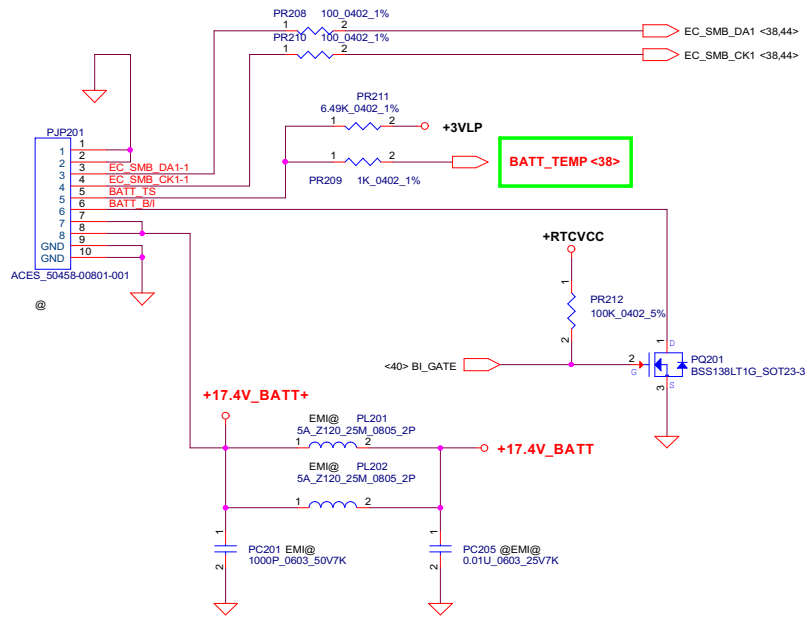 PR208 100_0402_1%
1 2
EC_SMB_DA1 <38,44>
PR210 100_0402_1%
1 2
EC_SMB_CK1 <38,44>
PR211
6.49K_0402_1%
1 2
+3VLP
1 2
PR209 1K_0402_1%
BATT_TEMP <38>
PJP201
1 1
2 2
3 3 EC_SMB_DA1-1
4 4 EC_SMB_CK1-1
5 5 BATT_TS
6 6 BATT_B/I
7 7
8 8
GND 9
GND 10
ACES_50458-00801-001
@
+RTCVCC
1
PR212
100K_0402_5%
2
<40> BI_GATE
2
G
1
D
3
S
PQ201
BSS138LT1G_SOT23-3
+17.4V_BATT+
EMI@ PL201
5A_Z120_25M_0805_2P
1 2
+17.4V_BATT
EMI@ PL202
5A_Z120_25M_0805_2P
1 2
1
PC201 EMI@
1000P_0603_50V7K
2
1
PC205 @EMI@
0.01U_0603_25V7K
2